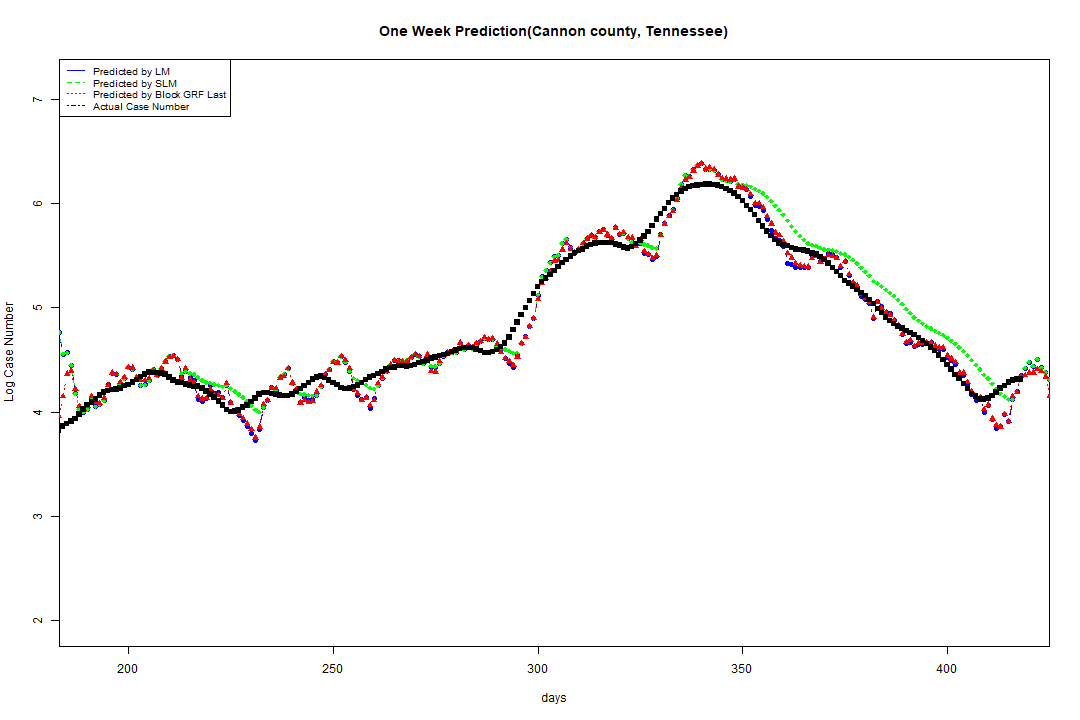 One Week Prediction(Cannon county, Tennessee)
Predicted by LM
Predicted by SLM
Predicted by Block GRF Last
Actual Case Number
7
6
5
4
3
2
Log Case Number
200 250 300 350 400
days